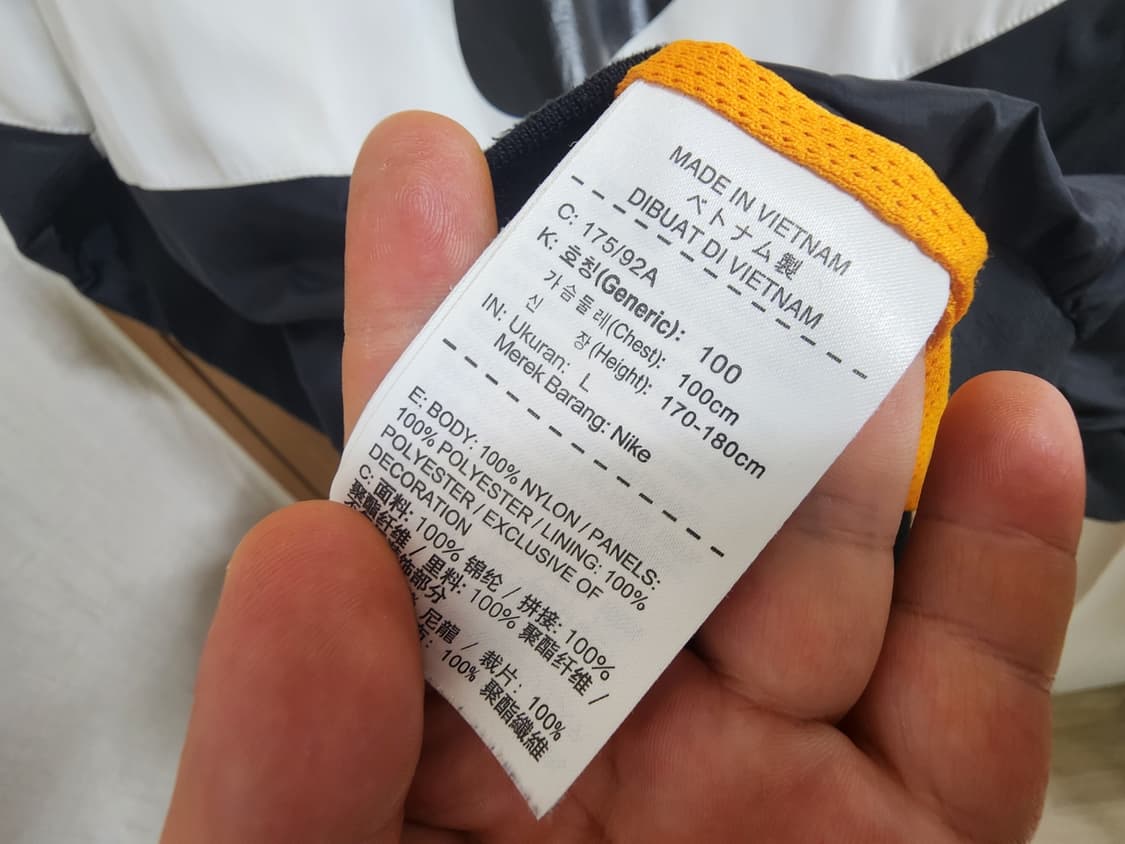 MADE IN VIETNAM
ベトナム製
DIBUAT DI VIETNAM
C: 175/92A
K: 호칭(Generic): 100
가슴둘레(Chest): 100cm
신 장(Height): 170-180cm
IN: Ukuran: L
Merek Barang: Nike
E: BODY: 100% NYLON / PANELS:
100% POLYESTER / LINING: 100%
POLYESTER / EXCLUSIVE OF
DECORATION
C: 面料: 100% 锦纶 / 拼接: 100%
聚酯纤维 / 里料: 100% 聚酯纤维 /
部分
尼龍 / 裁片: 100%
100% 聚酯纖維